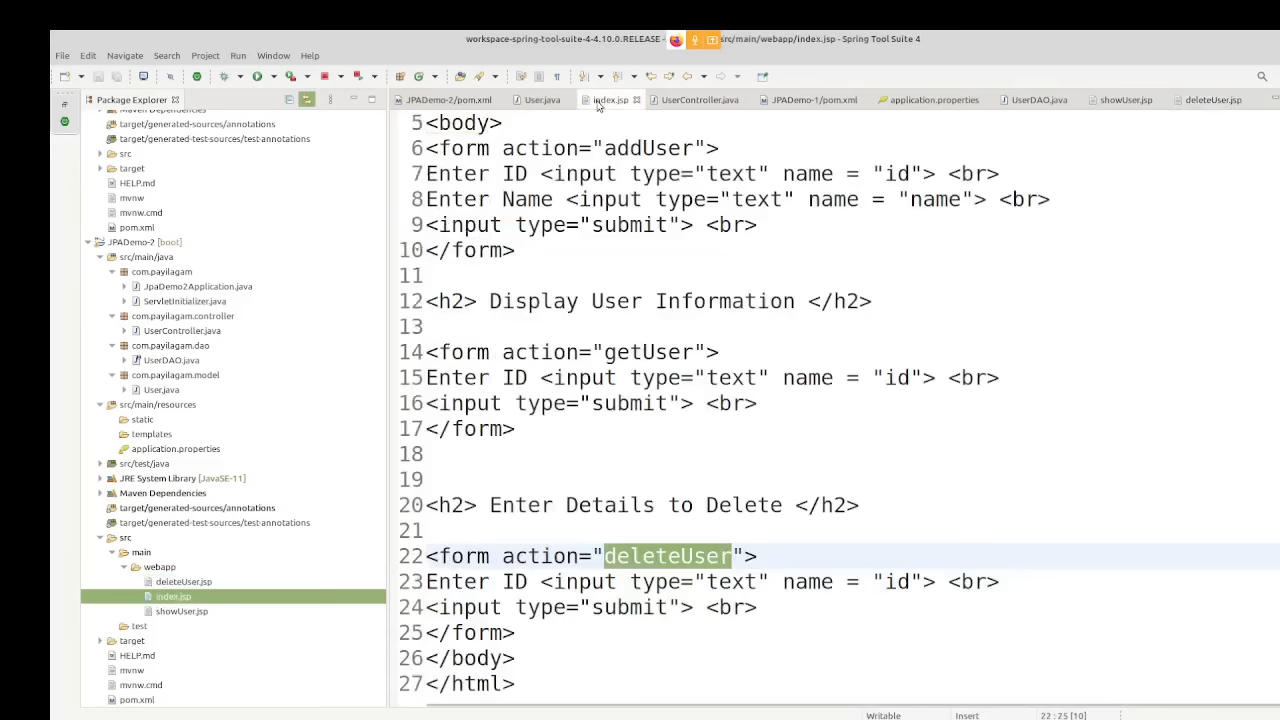 workspace-spring-tool-suite-4-4.10.0.RELEASE - src/main/webapp/index.jsp - Spring Tool Suite 4
File Edit Navigate Search Project Run Window Help
Package Explorer
JPADemo-2/pom.xml
User.java
index.jsp
UserController.java
JPADemo-1/pom.xml
application.properties
UserDAO.java
showUser.jsp
deleteUser.jsp
Maven Dependencies
target/generated-sources/annotations
target/generated-test-sources/test-annotations
src
target
HELP.md
mvnw
mvnw.cmd
pom.xml
JPADemo-2 [boot]
src/main/java
com.payilagam
JpaDemo2Application.java
ServletInitializer.java
com.payilagam.controller
UserController.java
com.payilagam.dao
UserDAO.java
com.payilagam.model
User.java
src/main/resources
static
templates
application.properties
src/test/java
JRE System Library [JavaSE-11]
Maven Dependencies
target/generated-sources/annotations
target/generated-test-sources/test-annotations
src
main
webapp
deleteUser.jsp
index.jsp
showUser.jsp
test
target
HELP.md
mvnw
mvnw.cmd
pom.xml
5 <body>
6 <form action="addUser">
7 Enter ID <input type="text" name = "id"> <br>
8 Enter Name <input type="text" name = "name"> <br>
9 <input type="submit"> <br>
10 </form>
11
12 <h2> Display User Information </h2>
13
14 <form action="getUser">
15 Enter ID <input type="text" name = "id"> <br>
16 <input type="submit"> <br>
17 </form>
18
19
20 <h2> Enter Details to Delete </h2>
21
22 <form action="deleteUser">
23 Enter ID <input type="text" name = "id"> <br>
24 <input type="submit"> <br>
25 </form>
26 </body>
27 </html>
Writable Insert 22 : 25 [10]